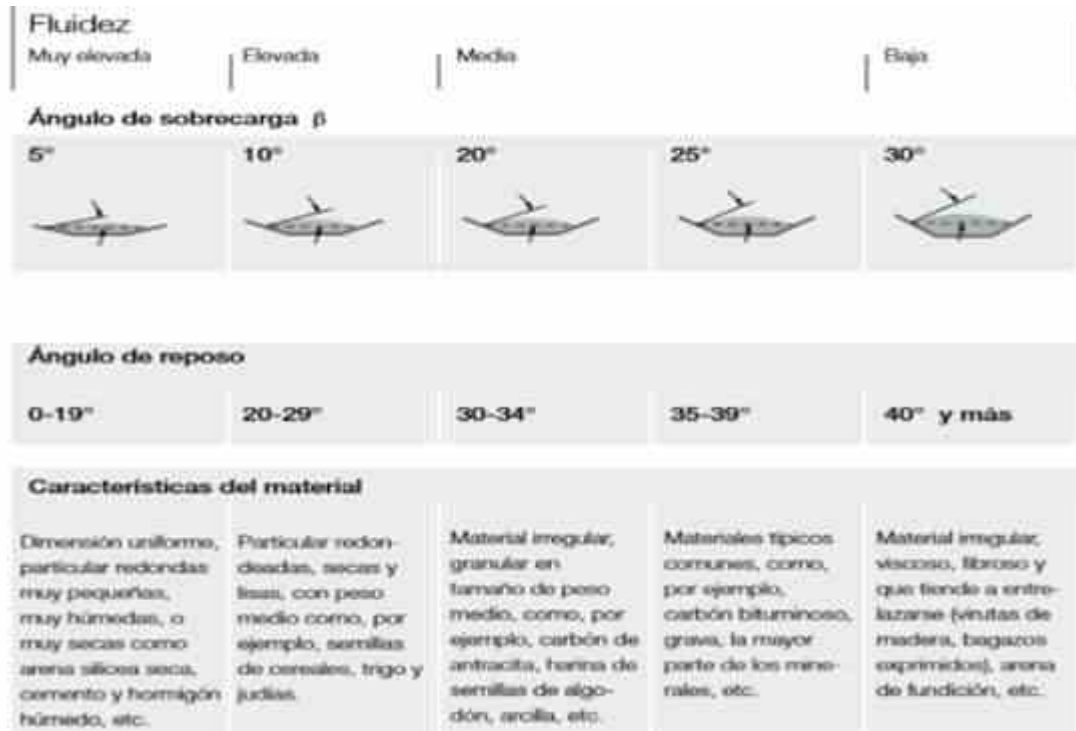 Fluidez
Muy elevada Elevada Media Baja
Ángulo de sobrecarga β
5° 10° 20° 25° 30°
Ángulo de reposo
0-19° 20-29° 30-34° 35-39° 40° y más
Características del material
Dimensión uniforme,
particular redondas
muy pequeñas,
muy húmedas, o
muy secas como
arena silícea seca,
cemento y hormigón
húmedo, etc.
Particular redon-
deadas, secas y
lisas, con peso
medio como, por
ejemplo, semillas
de cereales, trigo y
judías.
Material irregular,
granular en
tamaño de peso
medio, como, por
ejemplo, carbón de
antracita, harina de
semillas de algo-
dón, arcilla, etc.
Materiales típicos
comunes, como,
por ejemplo,
carbón bituminoso,
grava, la mayor
parte de los mine-
rales, etc.
Material irregular,
viscoso, fibroso y
que tiende a entre-
lazarse (virutas de
madera, bagazos
exprimidos), arena
de fundición, etc.